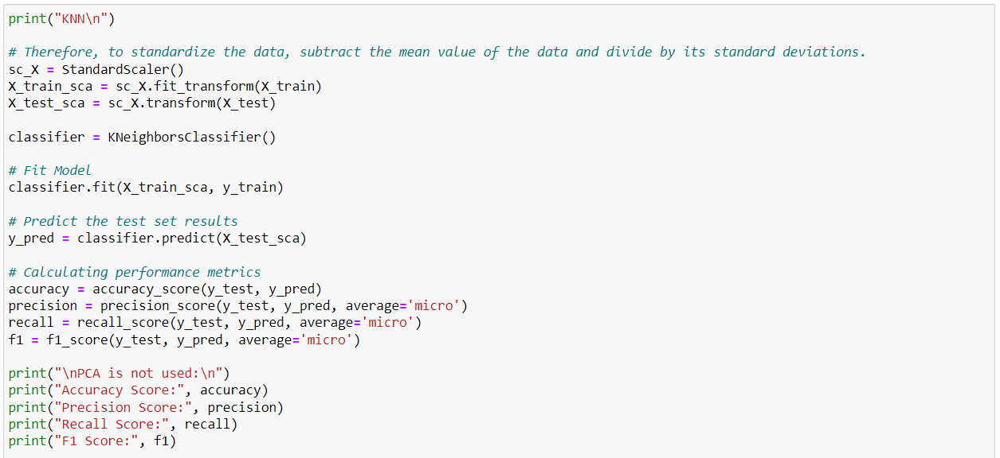 print("KNN\n")
# Therefore, to standardize the data, subtract the mean value of the data and divide by its standard deviations.
sc_X = StandardScaler()
X_train_sca = sc_X.fit_transform(X_train)
X_test_sca = sc_X.transform(X_test)
classifier = KNeighborsClassifier()
# Fit Model
classifier.fit(X_train_sca, y_train)
# Predict the test set results
y_pred = classifier.predict(X_test_sca)
# Calculating performance metrics
accuracy = accuracy_score(y_test, y_pred)
precision = precision_score(y_test, y_pred, average='micro')
recall = recall_score(y_test, y_pred, average='micro')
f1 = f1_score(y_test, y_pred, average='micro')
print("\nPCA is not used:\n")
print("Accuracy Score:", accuracy)
print("Precision Score:", precision)
print("Recall Score:", recall)
print("F1 Score:", f1)